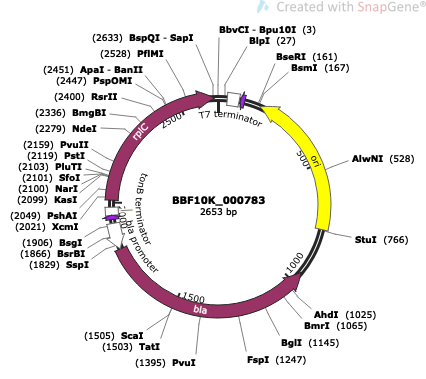 Created with SnapGene®
(2633) BspQI - SapI
BbvCI - Bpu10I (3)
(2528) PflMI
BlpI (27)
BseRI (161)
BsmI (167)
(2451) ApaI - BanII
(2447) PspOMI
(2400) RsrII
(2336) BmgBI
(2279) NdeI
(2159) PvuII
(2119) PstI
(2103) PluTI
(2101) SfoI
(2100) NarI
(2099) KasI
(2049) PshAI
(2021) XcmI
(1906) BsgI
(1866) BsrBI
(1829) SspI
(1505) ScaI
(1503) TatI
(1395) PvuI
FspI (1247)
BglI (1145)
BmrI (1065)
AhdI (1025)
StuI (766)
AlwNI (528)
T7 terminator
2500
rplC
ori
500
BBF10K_000783
2653 bp
tonB terminator
bla promoter
1000
1500
bla